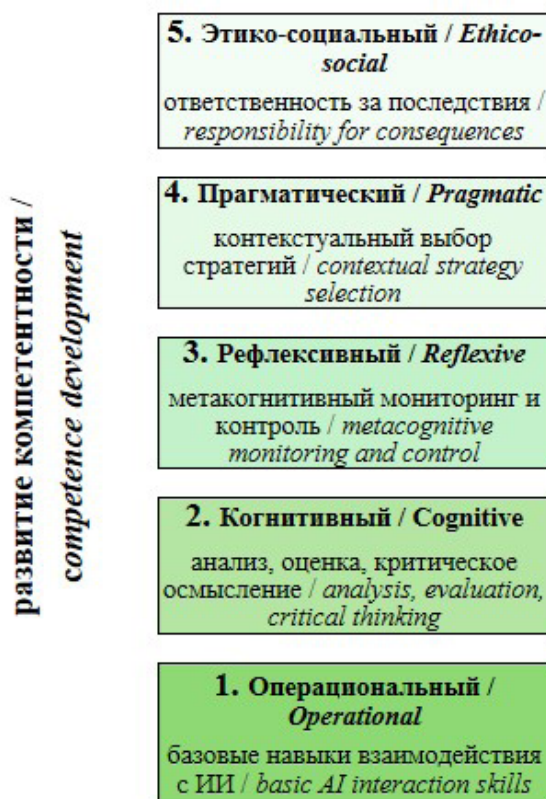 5. Этико-социальный / Ethico-
social
ответственность за последствия /
responsibility for consequences
4. Прагматический / Pragmatic
контекстуальный выбор
стратегий / contextual strategy
selection
3. Рефлексивный / Reflexive
метакогнитивный мониторинг и
контроль / metacognitive
monitoring and control
2. Когнитивный / Cognitive
анализ, оценка, критическое
осмысление / analysis, evaluation,
critical thinking
1. Операциональный /
Operational
базовые навыки взаимодействия
с ИИ / basic AI interaction skills
развитие компетентности /
competence development